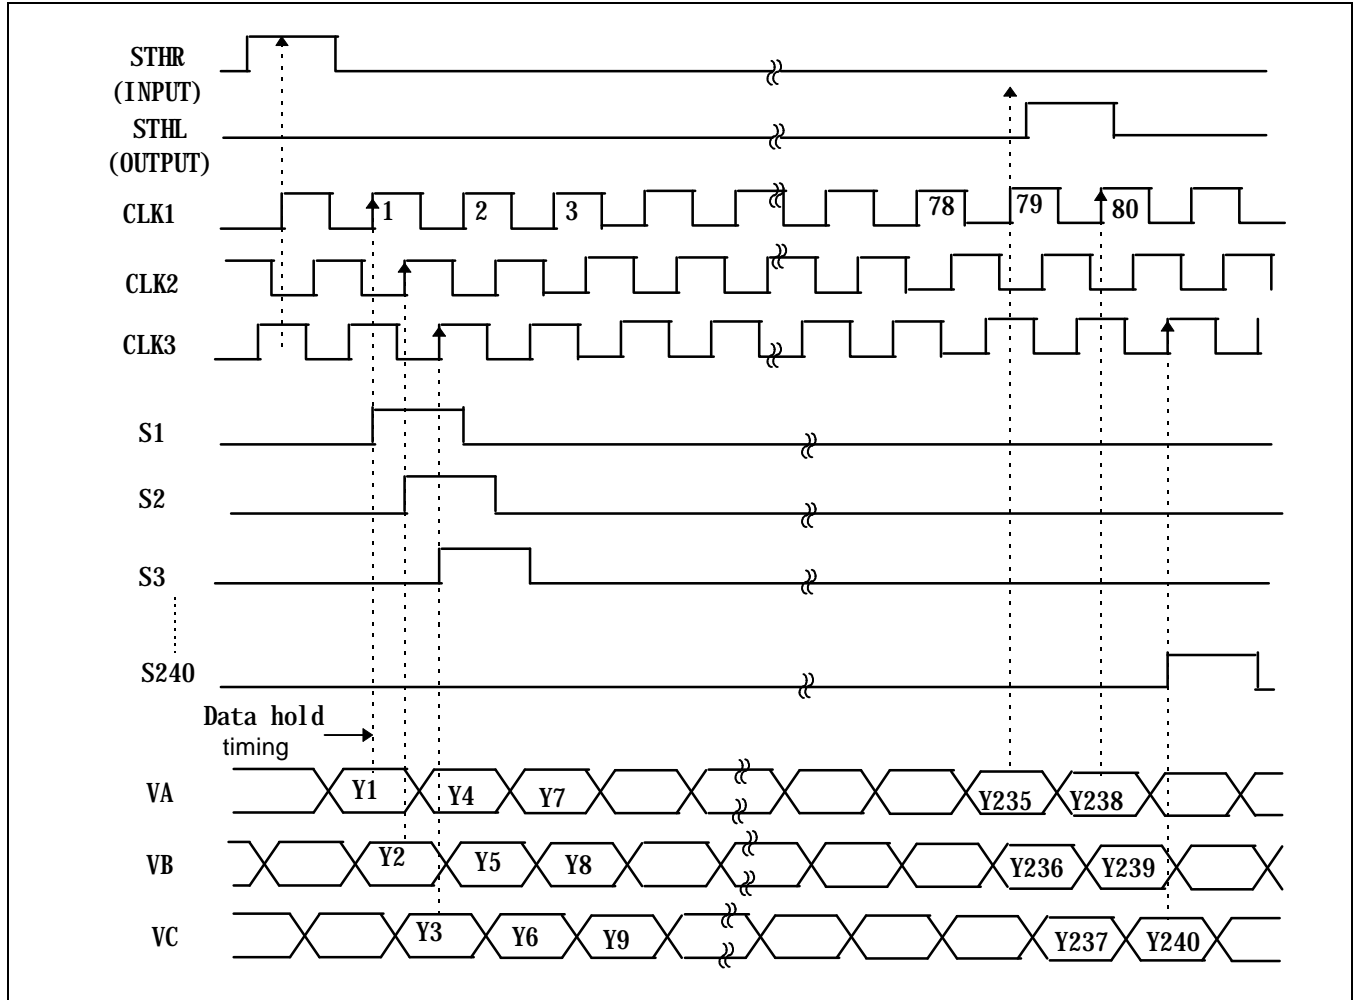 STHR
(INPUT)
STHL
(OUTPUT)
CLK1 1 2 3 78 79 80
CLK2
CLK3
S1
S2
S3
S240
Data hold
timing
VA Y1 Y4 Y7 Y235 Y238
VB Y2 Y5 Y8 Y236 Y239
VC Y3 Y6 Y9 Y237 Y240